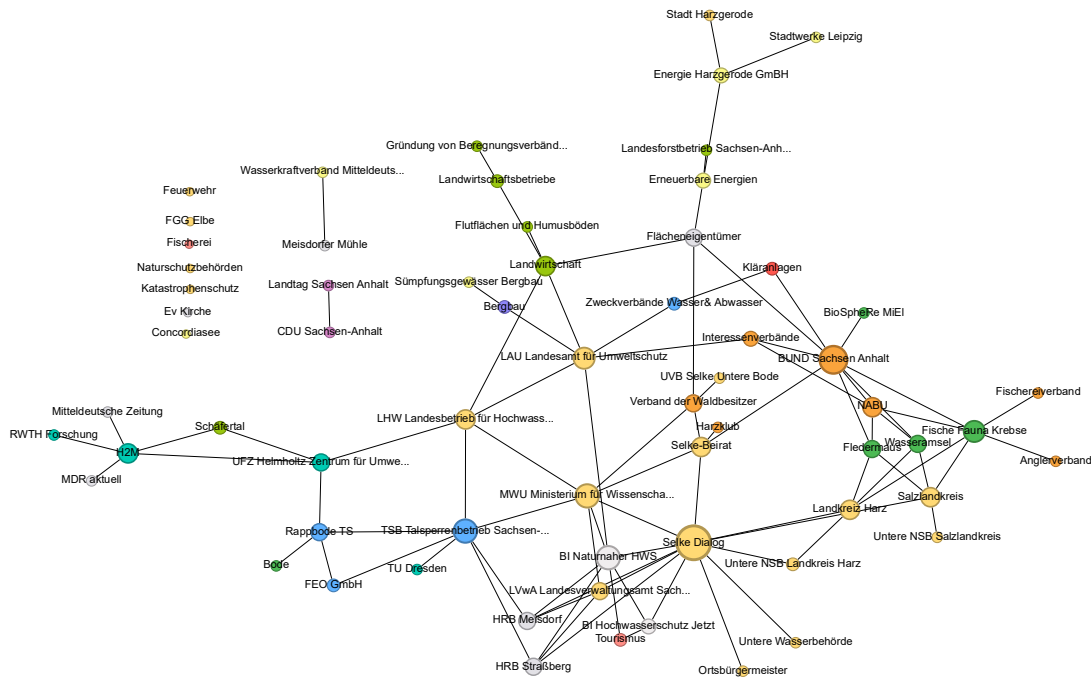 Stadt Harzgerode
Stadtwerke Leipzig
Energie Harzgerode GmBH
Gründung von Beregnungsverbänd...
Landesforstbetrieb Sachsen-Anh...
Wasserkraftverband Mitteldeuts...
Landwirtschaftsbetriebe
Erneuerbare Energien
Feuerwehr
FGG Elbe
Flutflächen und Humusböden
Flächeneigentümer
Fischerei
Meisdorfer Mühle
Naturschutzbehörden
Landwirtschaft
Kläranlagen
Katastrophenschutz
Landtag Sachsen Anhalt
Sümpfungsgewässer Bergbau
Ev Kirche
Bergbau
Zweckverbände Wasser& Abwasser
BioSpheRe MiEl
Concordiasee
CDU Sachsen-Anhalt
Interessenverbände
LAU Landesamt für Umweltschutz
BUND Sachsen Anhalt
UVB Selke Untere Bode
Fischereiverband
Mitteldeutsche Zeitung
LHW Landesbetrieb für Hochwass...
Verband der Waldbesitzer
NABU
RWTH Forschung
Schäfertal
Harzklub
Fische Fauna Krebse
H2M
UFZ Helmholtz Zentrum für Umwe...
Selke-Beirat
Fledermaus
Wasseramsel
Anglerverband
MDR aktuell
MWU Ministerium für Wissenscha...
Salzlandkreis
Landkreiz Harz
Rappbode TS
TSB Talsperrenbetrieb Sachsen-...
Selke Dialog
Untere NSB Salzlandkreis
Bode
TU Dresden
BI Naturnaher HWS
Untere NSB Landkreis Harz
FEO GmbH
LVwA Landesverwaltungsamt Sach...
HRB Meisdorf
BI Hochwasserschutz Jetzt
Tourismus
Untere Wasserbehörde
HRB Straßberg
Ortsbürgermeister